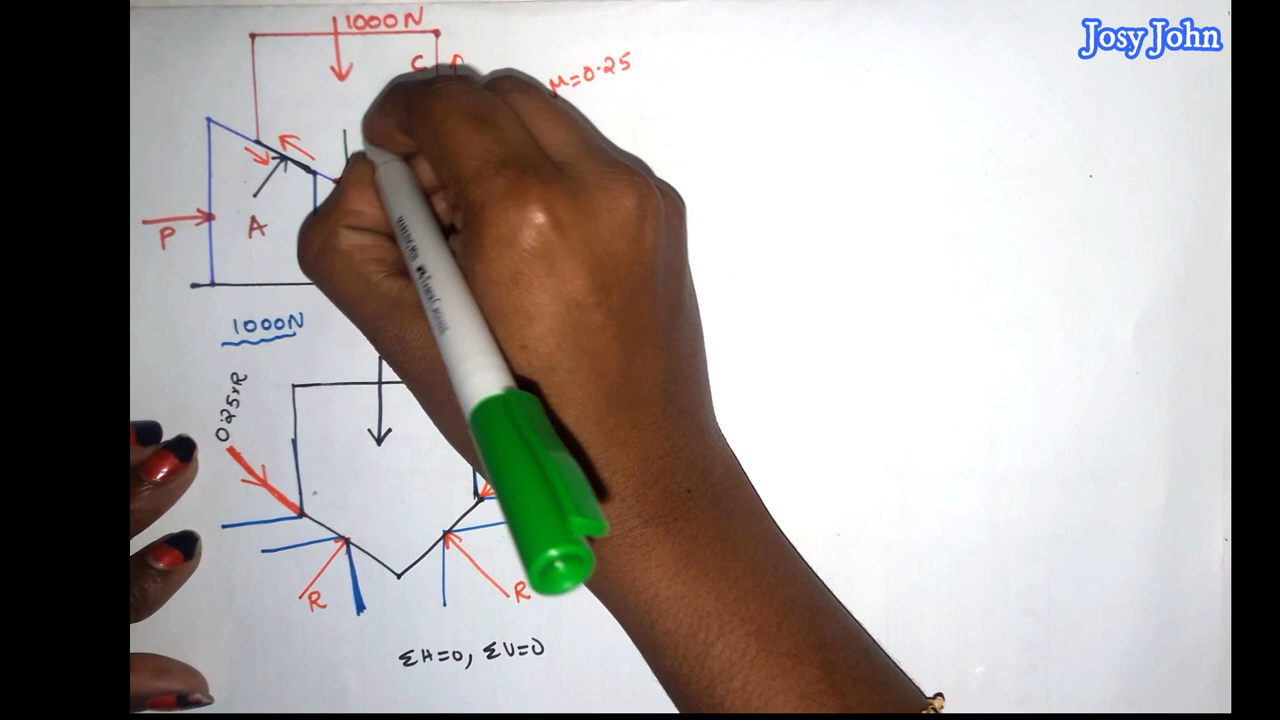 Josy John
1000N
C
μ=0.25
A
P
1000N
0.25×R
R
R
ΣH=0, ΣV=0